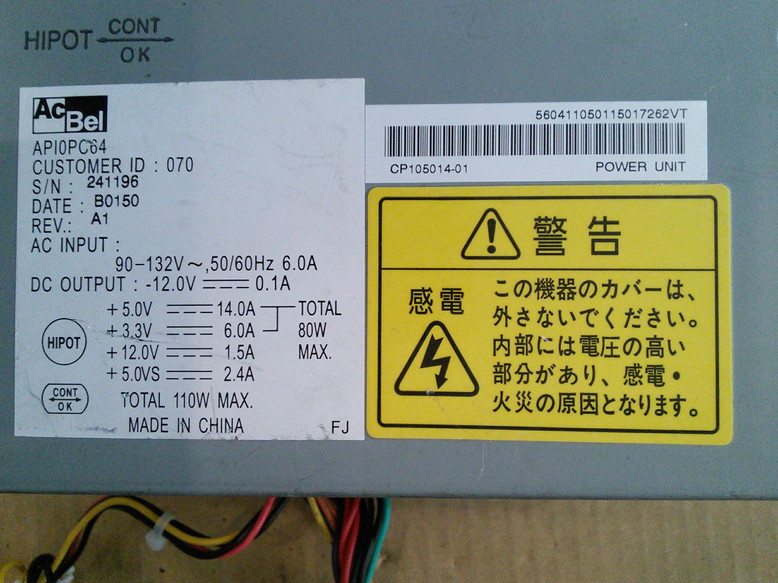 HIPOT CONT
OK
AcBel
API0PC64
CUSTOMER ID : 070
S/N : 241196
DATE : B0150
REV.: A1
AC INPUT :
90-132V～,50/60Hz 6.0A
DC OUTPUT : -12.0V ⎓ 0.1A
+5.0V ⎓ 14.0A TOTAL
+3.3V ⎓ 6.0A 80W
+12.0V ⎓ 1.5A MAX.
+5.0VS ⎓ 2.4A
HIPOT
CONT
OK
TOTAL 110W MAX.
MADE IN CHINA FJ
560411050115017262VT
CP105014-01 POWER UNIT
警告
感電
この機器のカバーは、
外さないでください。
内部には電圧の高い
部分があり、感電・
火災の原因となります。